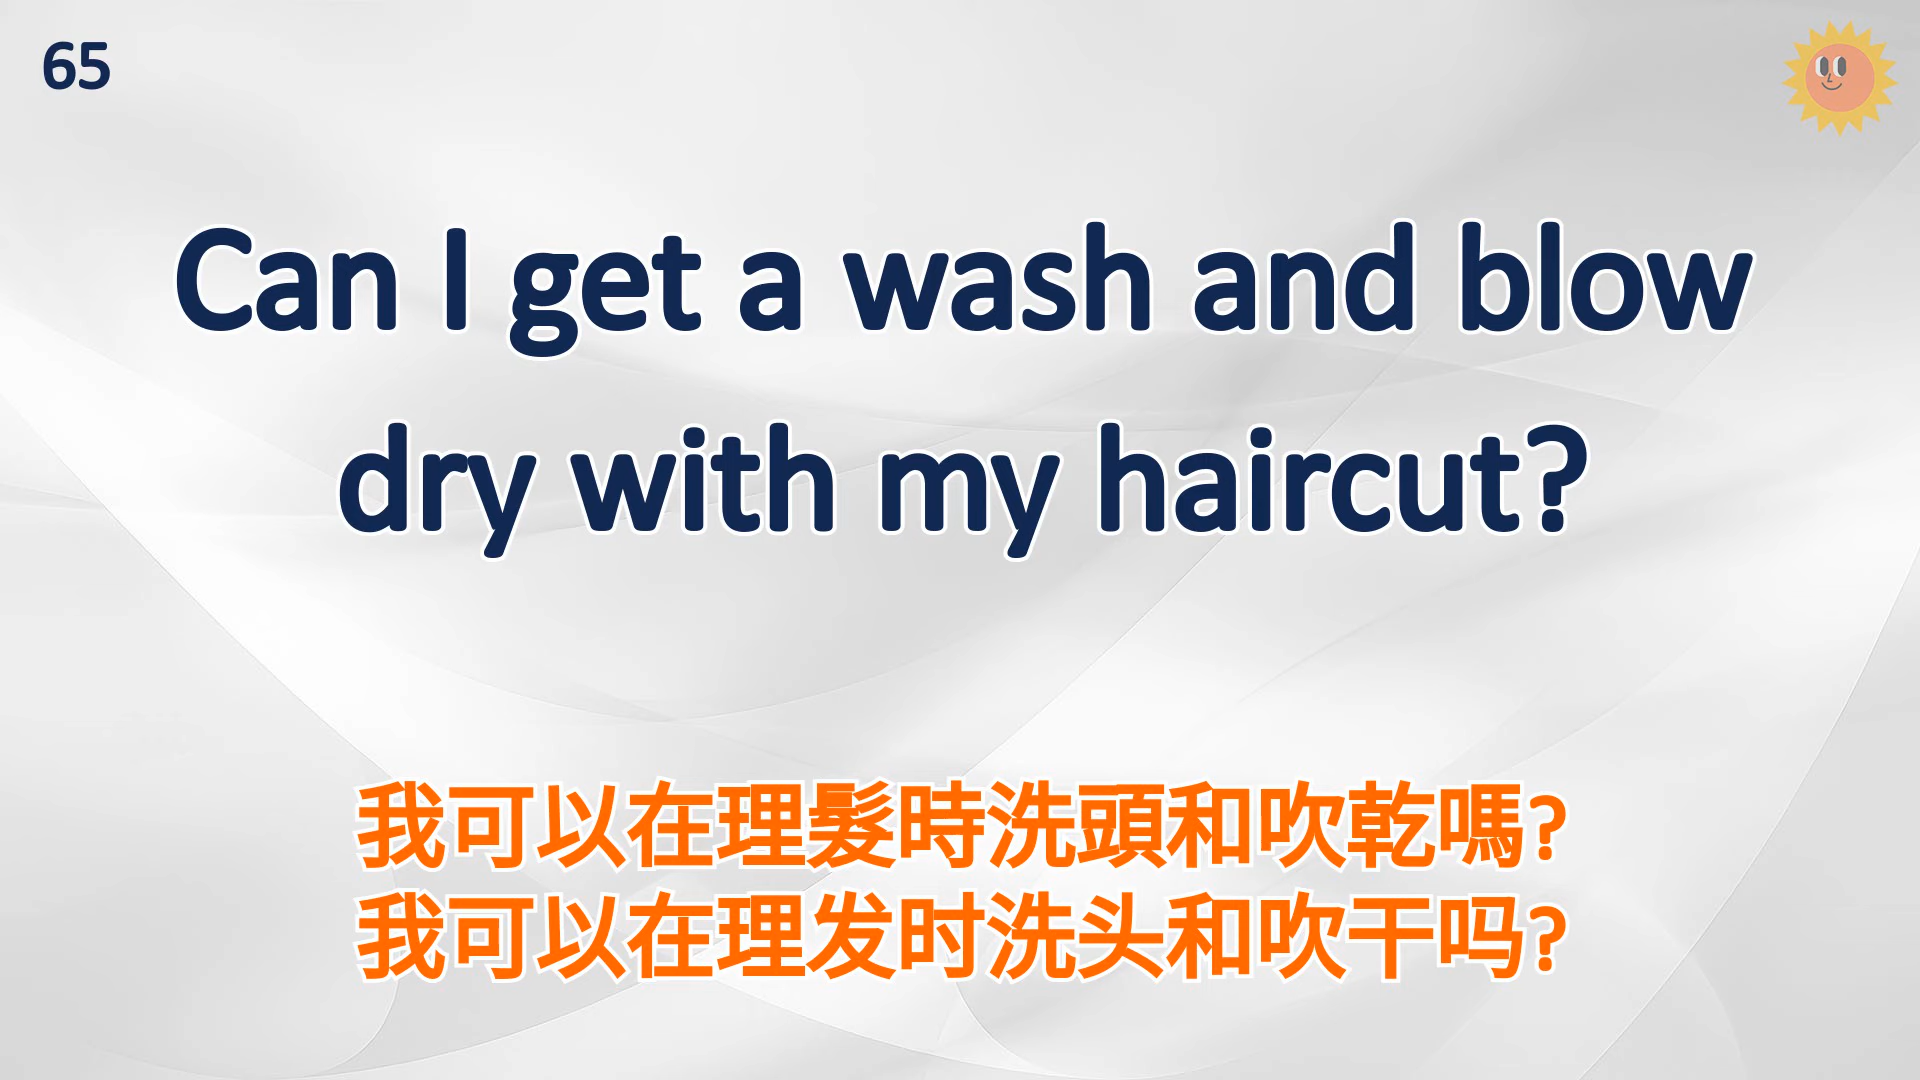 65
Can I get a wash and blow
dry with my haircut?
我可以在理髮時洗頭和吹乾嗎?
我可以在理发时洗头和吹干吗?